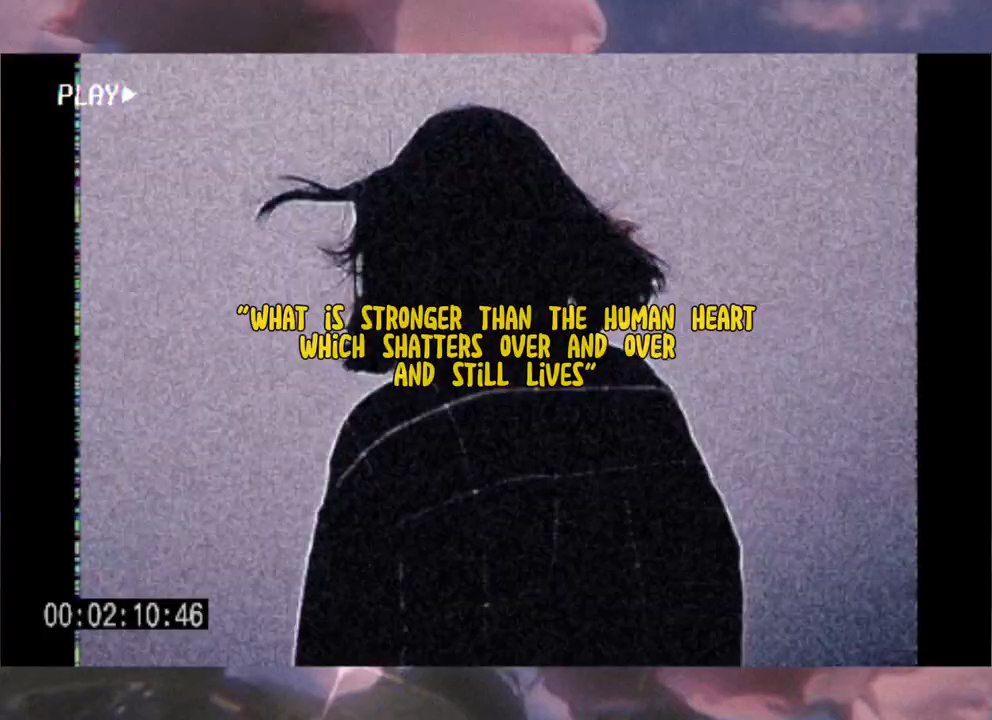 PLAY▶
"WHAT iS STRONGER THAN THE HUMAN HEART
WHiCH SHATTERS OVER AND OVER
AND STiLL LiVES"
00:02:10:46